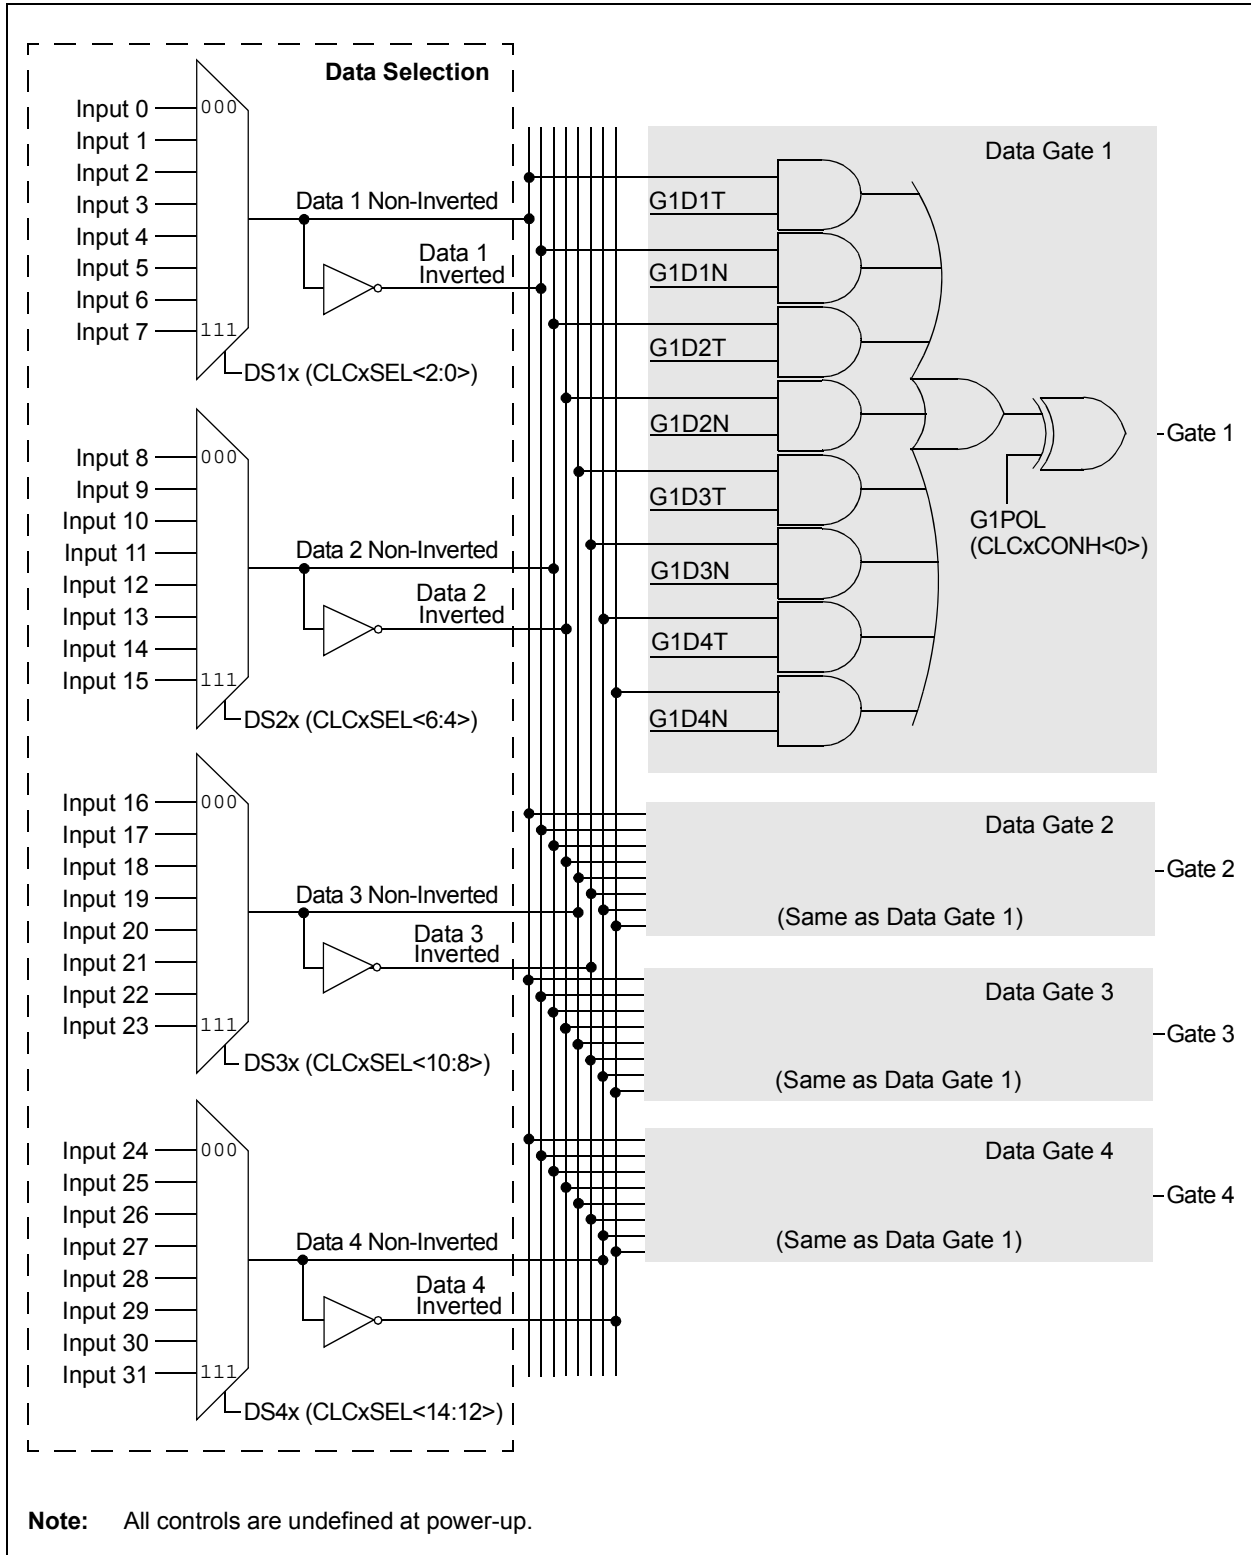 Data Selection
Input 0
000
Input 1
Input 2
Input 3
Input 4
Input 5
Input 6
Input 7
111
Data 1 Non-Inverted
Data 1
Inverted
DS1x (CLCxSEL<2:0>)
Input 8
000
Input 9
Input 10
Input 11
Input 12
Input 13
Input 14
Input 15
111
Data 2 Non-Inverted
Data 2
Inverted
DS2x (CLCxSEL<6:4>)
Input 16
000
Input 17
Input 18
Input 19
Input 20
Input 21
Input 22
Input 23
111
Data 3 Non-Inverted
Data 3
Inverted
DS3x (CLCxSEL<10:8>)
Input 24
000
Input 25
Input 26
Input 27
Input 28
Input 29
Input 30
Input 31
111
Data 4 Non-Inverted
Data 4
Inverted
DS4x (CLCxSEL<14:12>)
Data Gate 1
G1D1T
G1D1N
G1D2T
G1D2N
G1D3T
G1D3N
G1D4T
G1D4N
G1POL
(CLCxCONH<0>)
Gate 1
Data Gate 2
(Same as Data Gate 1)
Gate 2
Data Gate 3
(Same as Data Gate 1)
Gate 3
Data Gate 4
(Same as Data Gate 1)
Gate 4
Note: All controls are undefined at power-up.